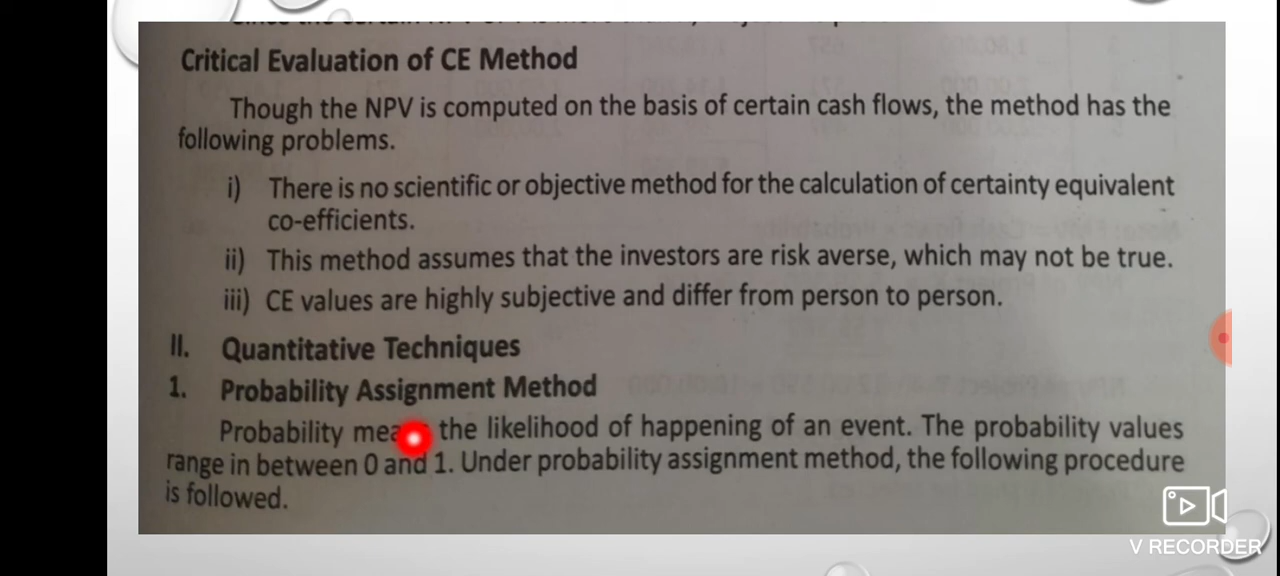 Critical Evaluation of CE Method
Though the NPV is computed on the basis of certain cash flows, the method has the
following problems.
i) There is no scientific or objective method for the calculation of certainty equivalent
co-efficients.
ii) This method assumes that the investors are risk averse, which may not be true.
iii) CE values are highly subjective and differ from person to person.
II. Quantitative Techniques
1. Probability Assignment Method
Probability the likelihood of happening of an event. The probability values
range in between 0 and 1. Under probability assignment method, the following procedure
is followed.
V RECORDER